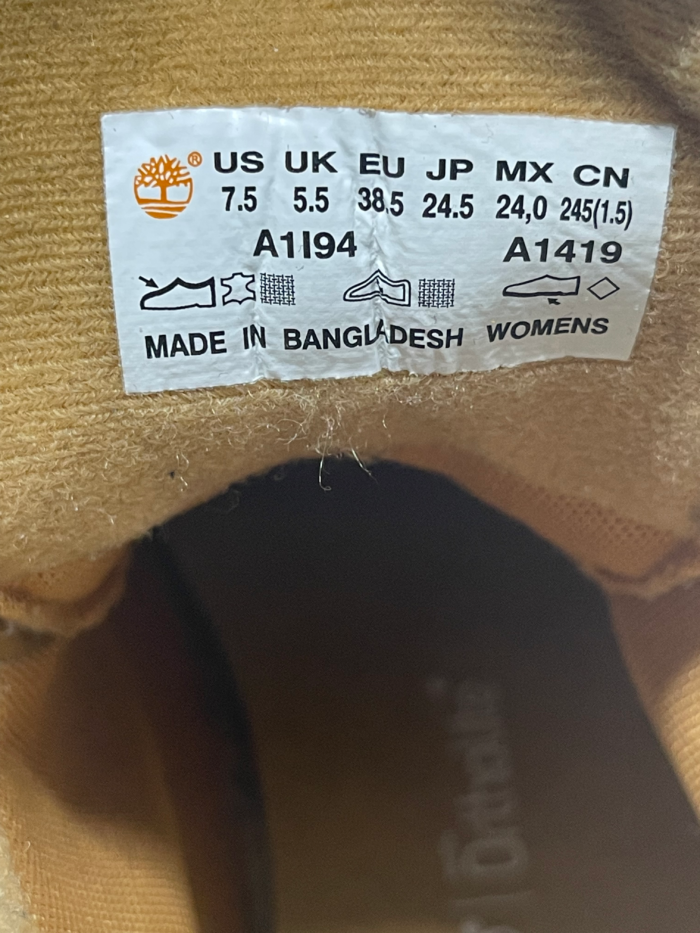 ® US UK EU JP MX CN
7.5 5.5 38.5 24.5 24,0 245(1.5)
A1I94 A1419
MADE IN BANGLADESH WOMENS
Ortholite